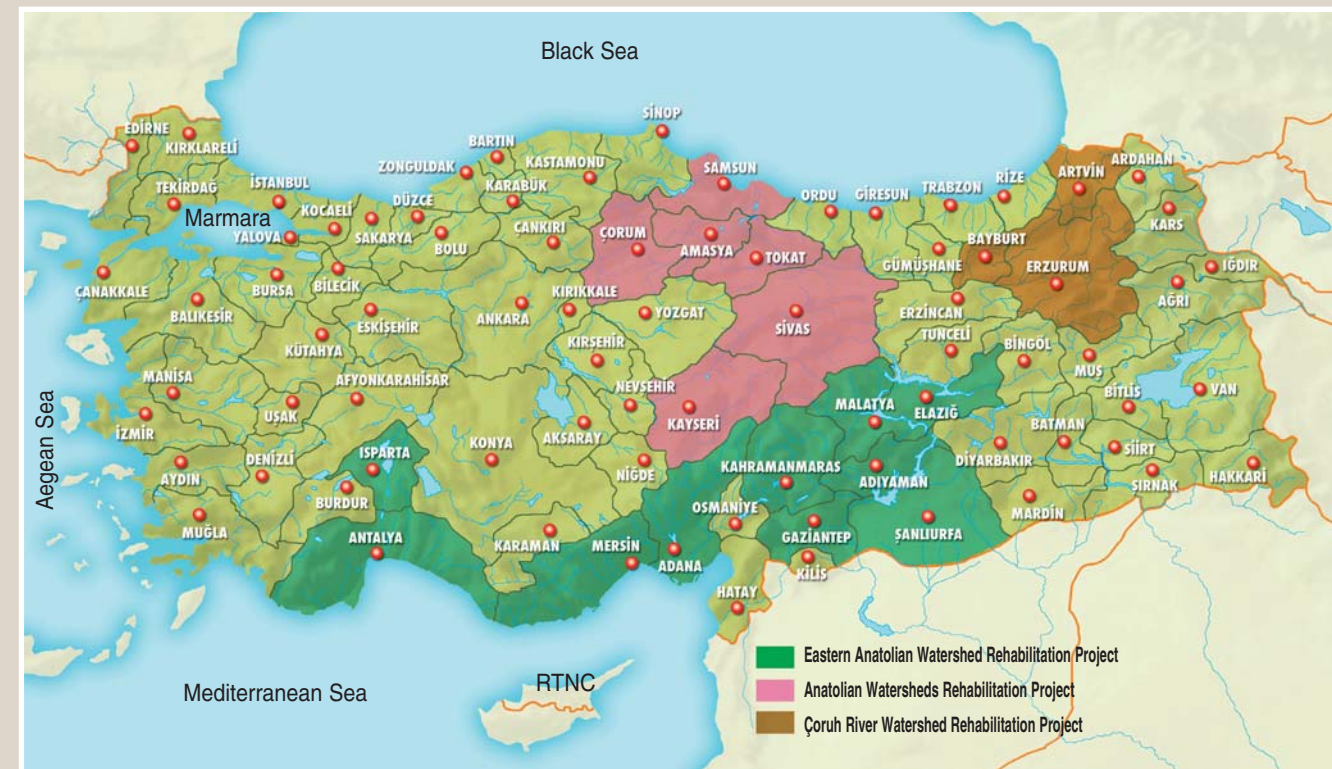 Black Sea
SİNOP
EDİRNE
KIRKLARELİ
BARTIN
ZONGULDAK
KASTAMONU
SAMSUN
ARTVİN
ARDAHAN
TEKİRDAĞ
İSTANBUL
KARABÜK
ORDU
GİRESUN
TRABZON
RİZE
Marmara
KOCAELİ
DÜZCE
KARS
YALOVA
SAKARYA
BOLU
ÇANKIRI
ÇORUM
AMASYA
TOKAT
GÜMÜŞHANE
BAYBURT
ERZURUM
IĞDIR
ÇANAKKALE
BURSA
BİLECİK
AĞRI
BALIKESİR
ESKİŞEHİR
ANKARA
KIRIKKALE
YOZGAT
SİVAS
ERZİNCAN
KÜTAHYA
KIRŞEHİR
TUNCELİ
BİNGÖL
MUŞ
MANİSA
AFYONKARAHİSAR
NEVŞEHİR
BİTLİS
VAN
Aegean Sea
İZMİR
UŞAK
KAYSERİ
MALATYA
ELAZIĞ
AKSARAY
KONYA
BATMAN
SİİRT
ISPARTA
DENİZLİ
AYDIN
NİĞDE
KAHRAMANMARAS
ADIYAMAN
DİYARBAKIR
SIRNAK
HAKKARİ
BURDUR
MUĞLA
OSMANİYE
MARDİN
ANTALYA
KARAMAN
MERSİN
ADANA
GAZİANTEP
ŞANLIURFA
KİLİS
HATAY
Eastern Anatolian Watershed Rehabilitation Project
RTNC
Mediterranean Sea
Anatolian Watersheds Rehabilitation Project
Çoruh River Watershed Rehabilitation Project